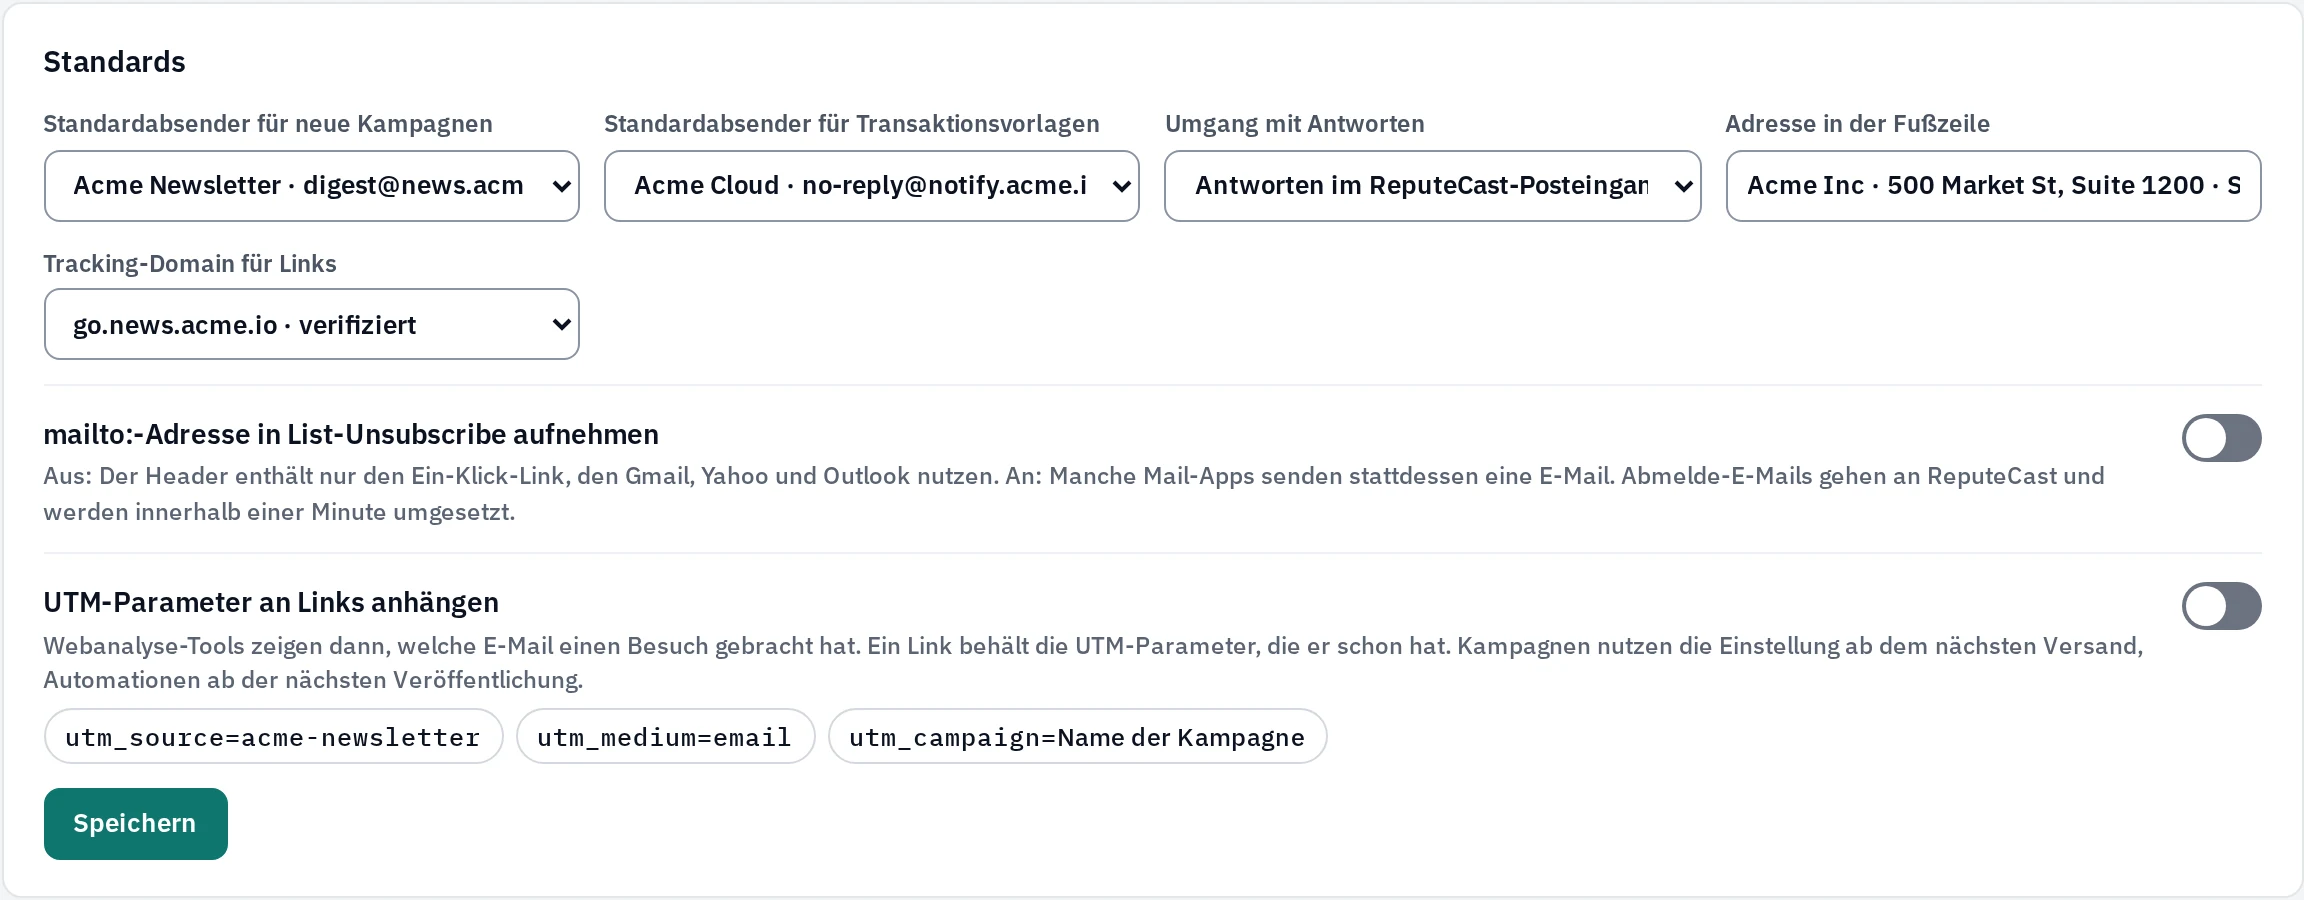 Standards
Standardabsender für neue Kampagnen
Standardabsender für Transaktionsvorlagen
Umgang mit Antworten
Adresse in der Fußzeile
Acme Newsletter · digest@news.acm
Acme Cloud · no-reply@notify.acme.i
Antworten im ReputeCast-Posteingan
Acme Inc · 500 Market St, Suite 1200 · S
Tracking-Domain für Links
go.news.acme.io · verifiziert
mailto:-Adresse in List-Unsubscribe aufnehmen
Aus: Der Header enthält nur den Ein-Klick-Link, den Gmail, Yahoo und Outlook nutzen. An: Manche Mail-Apps senden stattdessen eine E-Mail. Abmelde-E-Mails gehen an ReputeCast und
werden innerhalb einer Minute umgesetzt.
UTM-Parameter an Links anhängen
Webanalyse-Tools zeigen dann, welche E-Mail einen Besuch gebracht hat. Ein Link behält die UTM-Parameter, die er schon hat. Kampagnen nutzen die Einstellung ab dem nächsten Versand,
Automationen ab der nächsten Veröffentlichung.
utm_source=acme-newsletter
utm_medium=email
utm_campaign=Name der Kampagne
Speichern